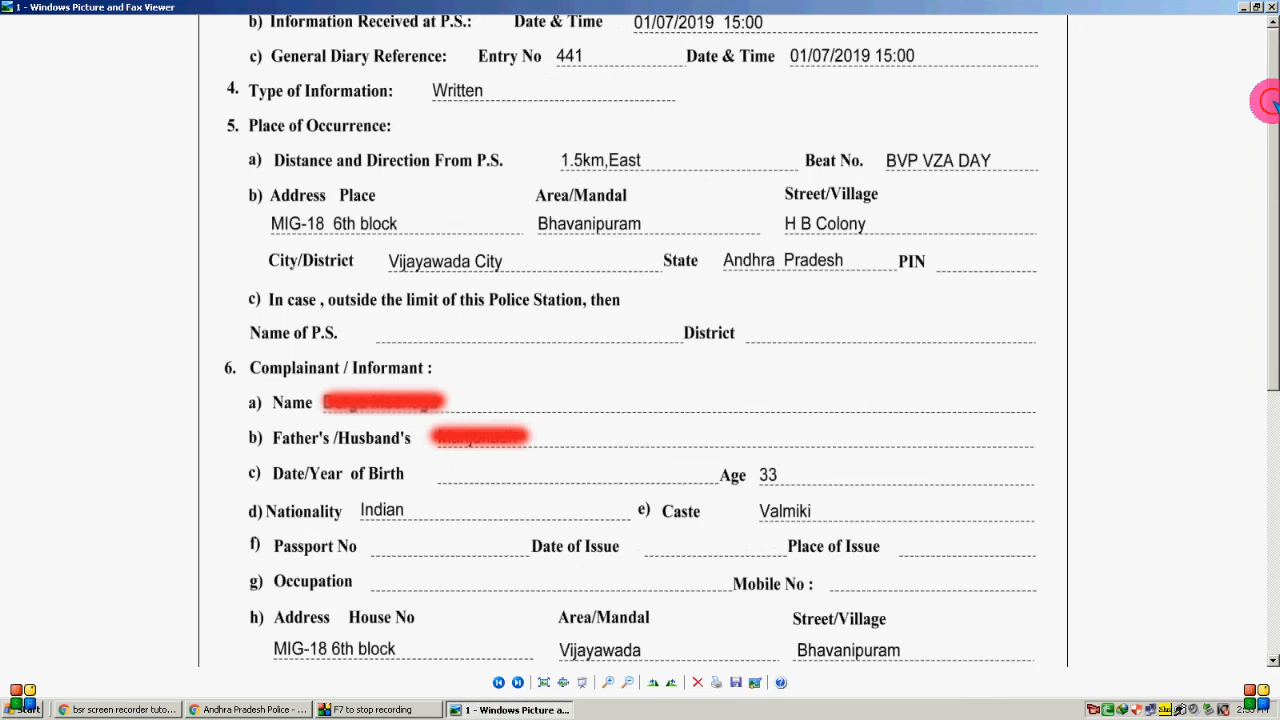 1 - Windows Picture and Fax Viewer
b) Information Received at P.S.: Date & Time 01/07/2019 15:00
c) General Diary Reference: Entry No 441 Date & Time 01/07/2019 15:00
4. Type of Information: Written
5. Place of Occurrence:
a) Distance and Direction From P.S. 1.5km,East Beat No. BVP VZA DAY
b) Address Place Area/Mandal Street/Village
MIG-18 6th block Bhavanipuram H B Colony
City/District Vijayawada City State Andhra Pradesh PIN
c) In case , outside the limit of this Police Station, then
Name of P.S. District
6. Complainant / Informant :
a) Name
b) Father's /Husband's
c) Date/Year of Birth Age 33
d) Nationality Indian e) Caste Valmiki
f) Passport No Date of Issue Place of Issue
g) Occupation Mobile No :
h) Address House No Area/Mandal Street/Village
MIG-18 6th block Vijayawada Bhavanipuram
bsr screen recorder tuto... Andhra Pradesh Police - ... F7 to stop recording 1 - Windows Picture a...